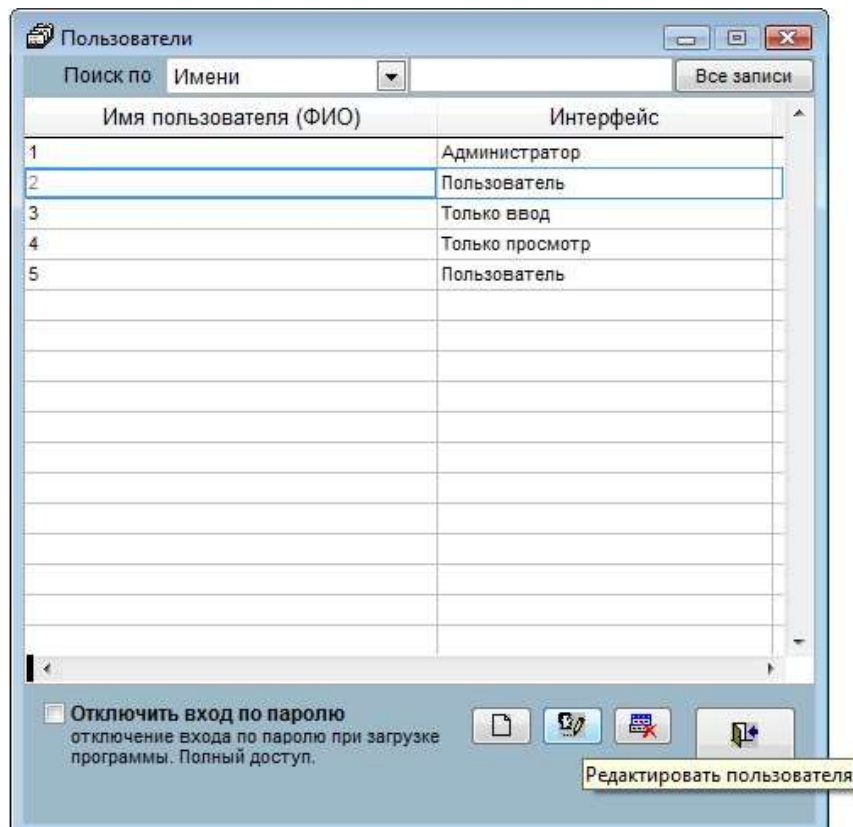 Пользователи
Поиск по Имени Все записи
Имя пользователя (ФИО) Интерфейс
1 Администратор
2 Пользователь
3 Только ввод
4 Только просмотр
5 Пользователь
Отключить вход по паролю
отключение входа по паролю при загрузке
программы. Полный доступ.
Редактировать пользователя